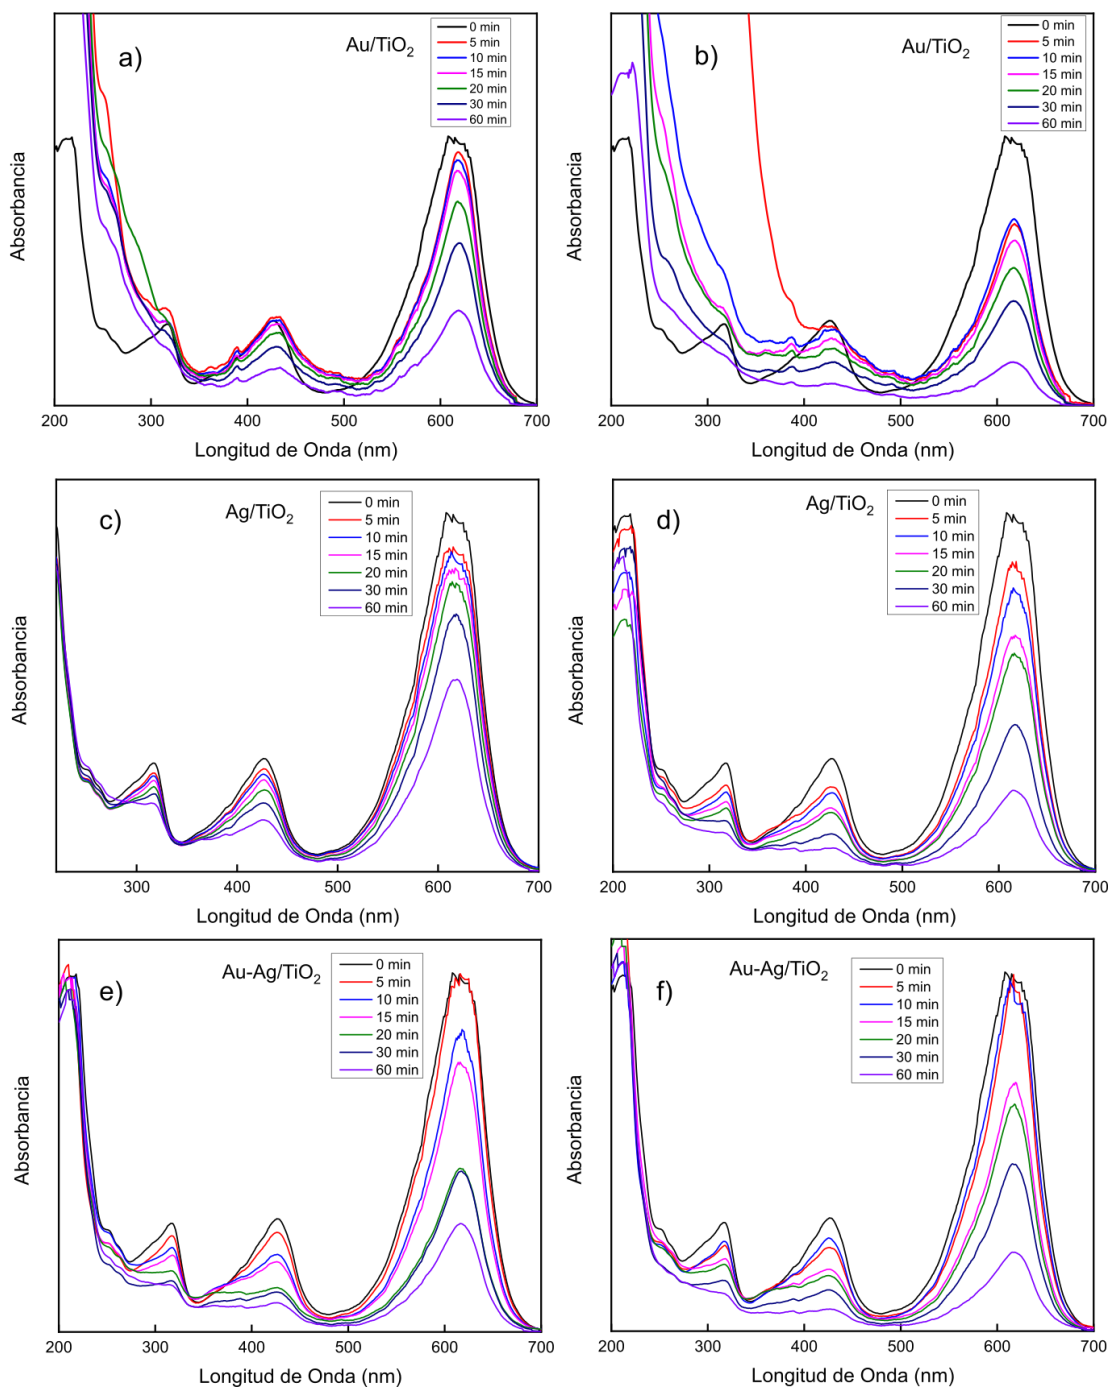 a)
Au/TiO2
0 min
5 min
10 min
15 min
20 min
30 min
60 min
Absorbancia
200 300 400 500 600 700
Longitud de Onda (nm)
b)
Au/TiO2
0 min
5 min
10 min
15 min
20 min
30 min
60 min
Absorbancia
200 300 400 500 600 700
Longitud de Onda (nm)
c)
Ag/TiO2
0 min
5 min
10 min
15 min
20 min
30 min
60 min
Absorbancia
300 400 500 600 700
Longitud de Onda (nm)
d)
Ag/TiO2
0 min
5 min
10 min
15 min
20 min
30 min
60 min
Absorbancia
200 300 400 500 600 700
Longitud de Onda (nm)
e)
Au-Ag/TiO2
0 min
5 min
10 min
15 min
20 min
30 min
60 min
Absorbancia
200 300 400 500 600 700
Longitud de Onda (nm)
f)
Au-Ag/TiO2
0 min
5 min
10 min
15 min
20 min
30 min
60 min
Absorbancia
200 300 400 500 600 700
Longitud de Onda (nm)